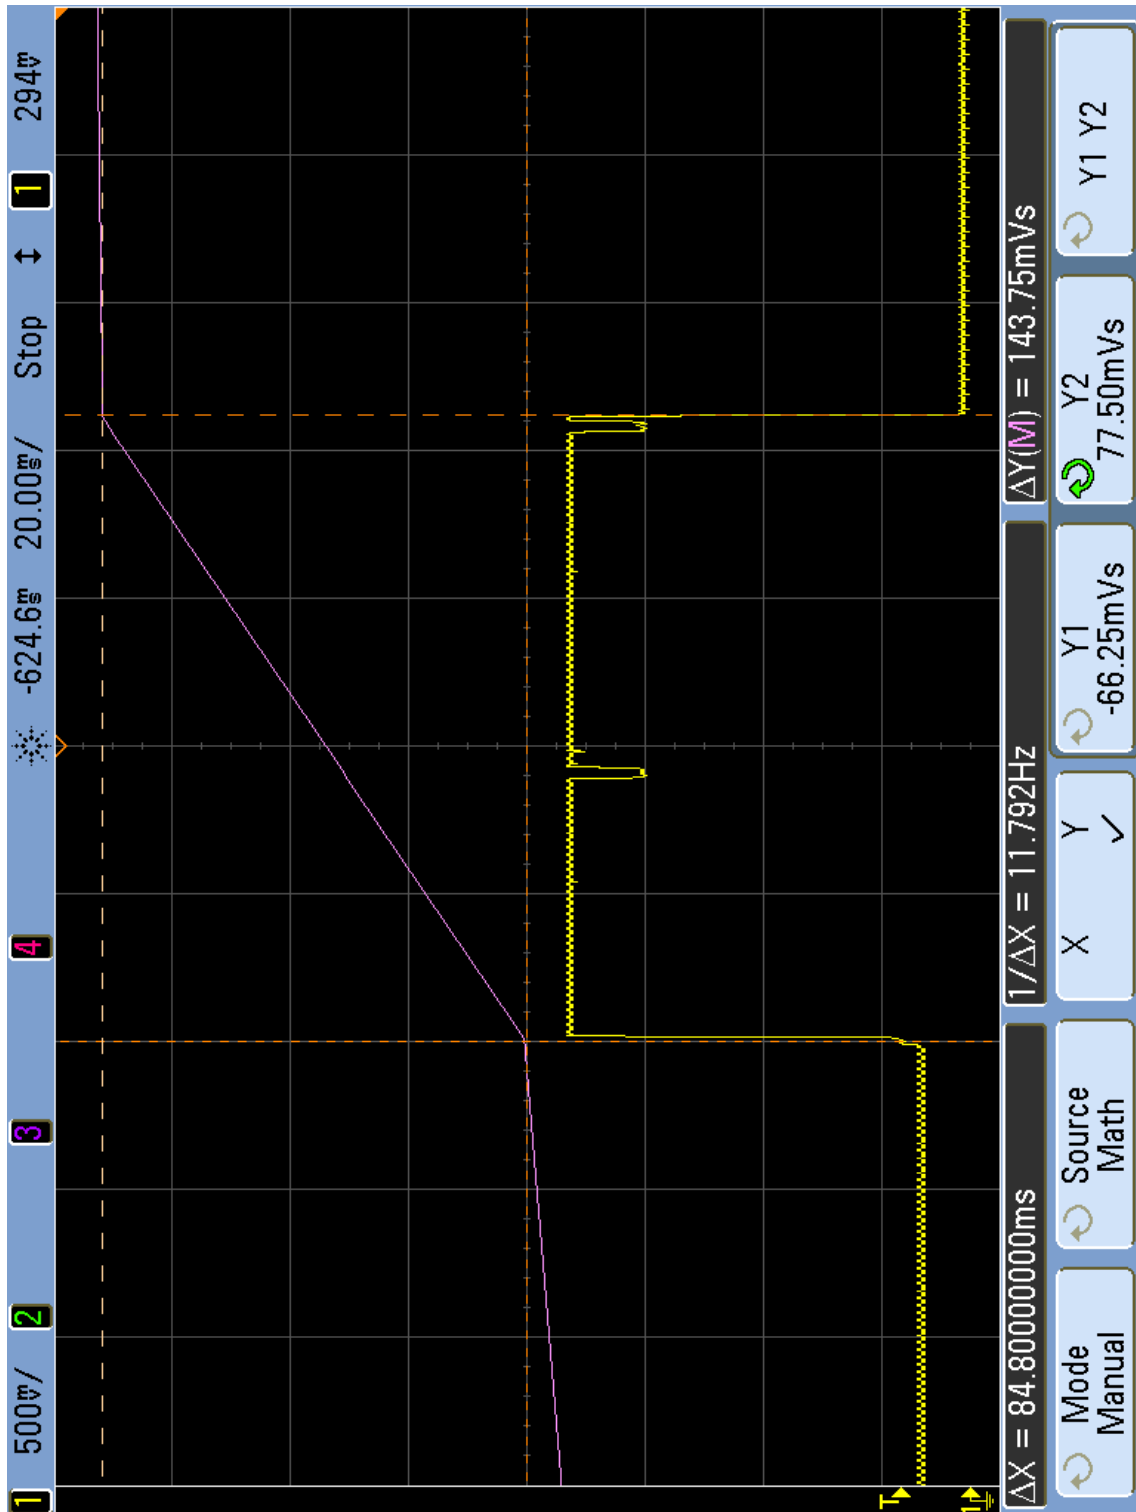 1 500mV/ 2 3 4 -624.6ms 20.00ms/ Stop 1 294mV
T
1
ΔX = 84.800000000ms 1/ΔX = 11.792Hz ΔY(M) = 143.75mVs
Mode Source X Y Y1 Y2 Y1 Y2
Manual Math ✓ -66.25mVs 77.50mVs